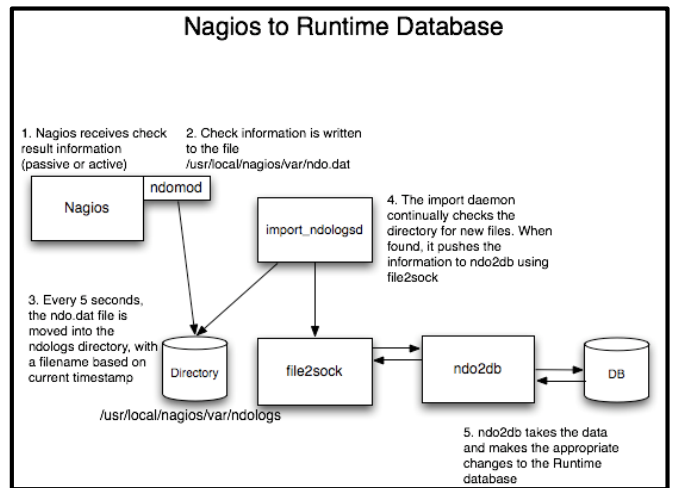 Nagios to Runtime Database
1. Nagios receives check
result information
(passive or active)
2. Check information is written
to the file
/usr/local/nagios/var/ndo.dat
ndomod
Nagios
import_ndologsd
4. The import daemon
continually checks the
directory for new files. When
found, it pushes the
information to ndo2db using
file2sock
3. Every 5 seconds,
the ndo.dat file is
moved into the
ndologs directory, with
a filename based on
current timestamp
Directory
/usr/local/nagios/var/ndologs
file2sock
ndo2db
DB
5. ndo2db takes the data
and makes the appropriate
changes to the Runtime
database